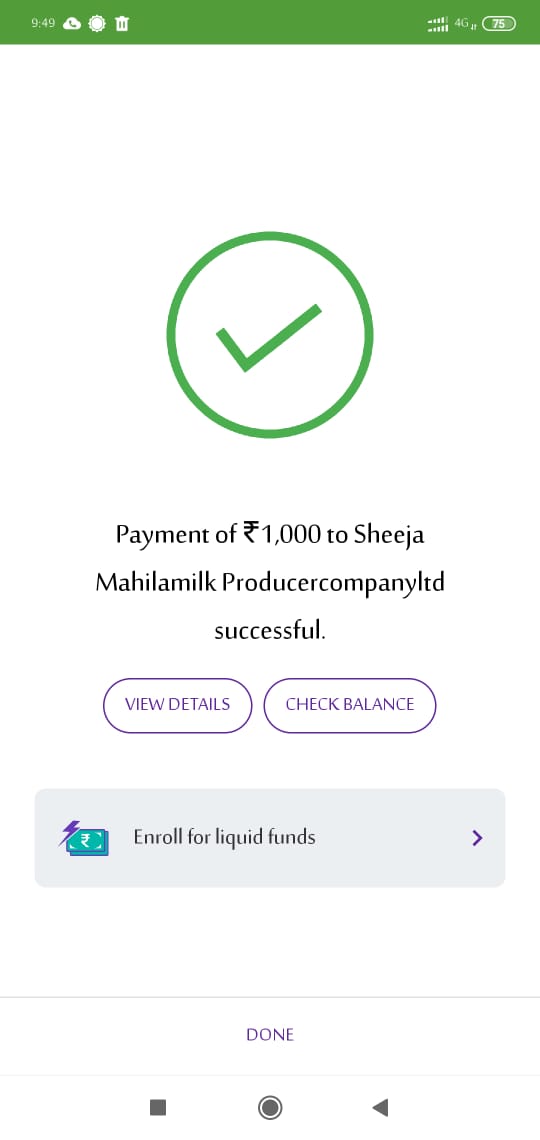 9:49 4G 75
Payment of ₹1,000 to Sheeja
Mahilamilk Producercompanyltd
successful.
VIEW DETAILS CHECK BALANCE
₹ Enroll for liquid funds
DONE